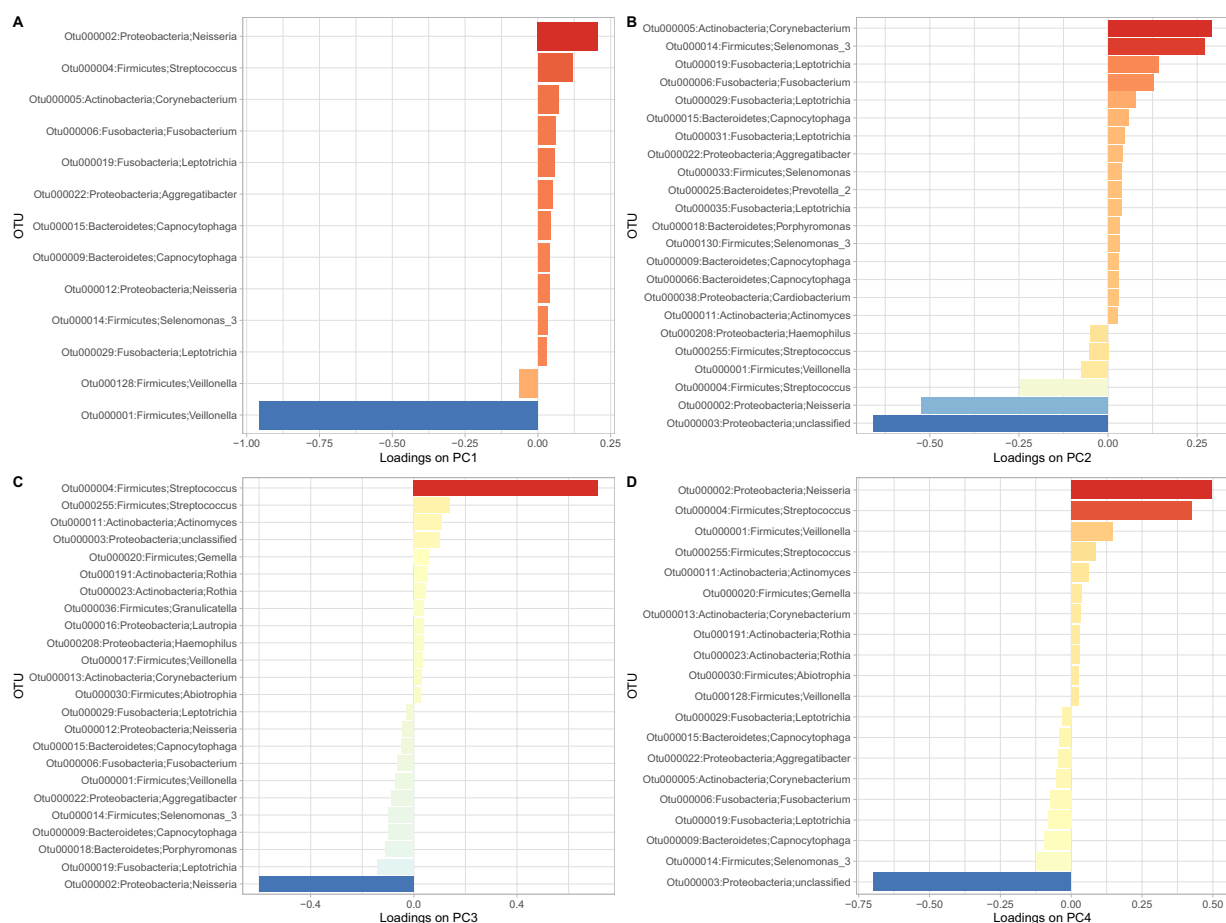 A
OTU
Otu000002:Proteobacteria;Neisseria
Otu000004:Firmicutes;Streptococcus
Otu000005:Actinobacteria;Corynebacterium
Otu000006:Fusobacteria;Fusobacterium
Otu000019:Fusobacteria;Leptotrichia
Otu000022:Proteobacteria;Aggregatibacter
Otu000015:Bacteroidetes;Capnocytophaga
Otu000009:Bacteroidetes;Capnocytophaga
Otu000012:Proteobacteria;Neisseria
Otu000014:Firmicutes;Selenomonas_3
Otu000029:Fusobacteria;Leptotrichia
Otu000128:Firmicutes;Veillonella
Otu000001:Firmicutes;Veillonella
−1.00 −0.75 −0.50 −0.25 0.00 0.25
Loadings on PC1
B
OTU
Otu000005:Actinobacteria;Corynebacterium
Otu000014:Firmicutes;Selenomonas_3
Otu000019:Fusobacteria;Leptotrichia
Otu000006:Fusobacteria;Fusobacterium
Otu000029:Fusobacteria;Leptotrichia
Otu000015:Bacteroidetes;Capnocytophaga
Otu000031:Fusobacteria;Leptotrichia
Otu000022:Proteobacteria;Aggregatibacter
Otu000033:Firmicutes;Selenomonas
Otu000025:Bacteroidetes;Prevotella_2
Otu000035:Fusobacteria;Leptotrichia
Otu000018:Bacteroidetes;Porphyromonas
Otu000130:Firmicutes;Selenomonas_3
Otu000009:Bacteroidetes;Capnocytophaga
Otu000066:Bacteroidetes;Capnocytophaga
Otu000038:Proteobacteria;Cardiobacterium
Otu000011:Actinobacteria;Actinomyces
Otu000208:Proteobacteria;Haemophilus
Otu000255:Firmicutes;Streptococcus
Otu000001:Firmicutes;Veillonella
Otu000004:Firmicutes;Streptococcus
Otu000002:Proteobacteria;Neisseria
Otu000003:Proteobacteria;unclassified
−0.50 −0.25 0.00 0.25
Loadings on PC2
C
OTU
Otu000004:Firmicutes;Streptococcus
Otu000255:Firmicutes;Streptococcus
Otu000011:Actinobacteria;Actinomyces
Otu000003:Proteobacteria;unclassified
Otu000020:Firmicutes;Gemella
Otu000191:Actinobacteria;Rothia
Otu000023:Actinobacteria;Rothia
Otu000036:Firmicutes;Granulicatella
Otu000016:Proteobacteria;Lautropia
Otu000208:Proteobacteria;Haemophilus
Otu000017:Firmicutes;Veillonella
Otu000013:Actinobacteria;Corynebacterium
Otu000030:Firmicutes;Abiotrophia
Otu000029:Fusobacteria;Leptotrichia
Otu000012:Proteobacteria;Neisseria
Otu000015:Bacteroidetes;Capnocytophaga
Otu000006:Fusobacteria;Fusobacterium
Otu000001:Firmicutes;Veillonella
Otu000022:Proteobacteria;Aggregatibacter
Otu000014:Firmicutes;Selenomonas_3
Otu000009:Bacteroidetes;Capnocytophaga
Otu000018:Bacteroidetes;Porphyromonas
Otu000019:Fusobacteria;Leptotrichia
Otu000002:Proteobacteria;Neisseria
−0.4 0.0 0.4
Loadings on PC3
D
OTU
Otu000002:Proteobacteria;Neisseria
Otu000004:Firmicutes;Streptococcus
Otu000001:Firmicutes;Veillonella
Otu000255:Firmicutes;Streptococcus
Otu000011:Actinobacteria;Actinomyces
Otu000020:Firmicutes;Gemella
Otu000013:Actinobacteria;Corynebacterium
Otu000191:Actinobacteria;Rothia
Otu000023:Actinobacteria;Rothia
Otu000030:Firmicutes;Abiotrophia
Otu000128:Firmicutes;Veillonella
Otu000029:Fusobacteria;Leptotrichia
Otu000015:Bacteroidetes;Capnocytophaga
Otu000022:Proteobacteria;Aggregatibacter
Otu000005:Actinobacteria;Corynebacterium
Otu000006:Fusobacteria;Fusobacterium
Otu000019:Fusobacteria;Leptotrichia
Otu000009:Bacteroidetes;Capnocytophaga
Otu000014:Firmicutes;Selenomonas_3
Otu000003:Proteobacteria;unclassified
−0.75 −0.50 −0.25 0.00 0.25 0.50
Loadings on PC4